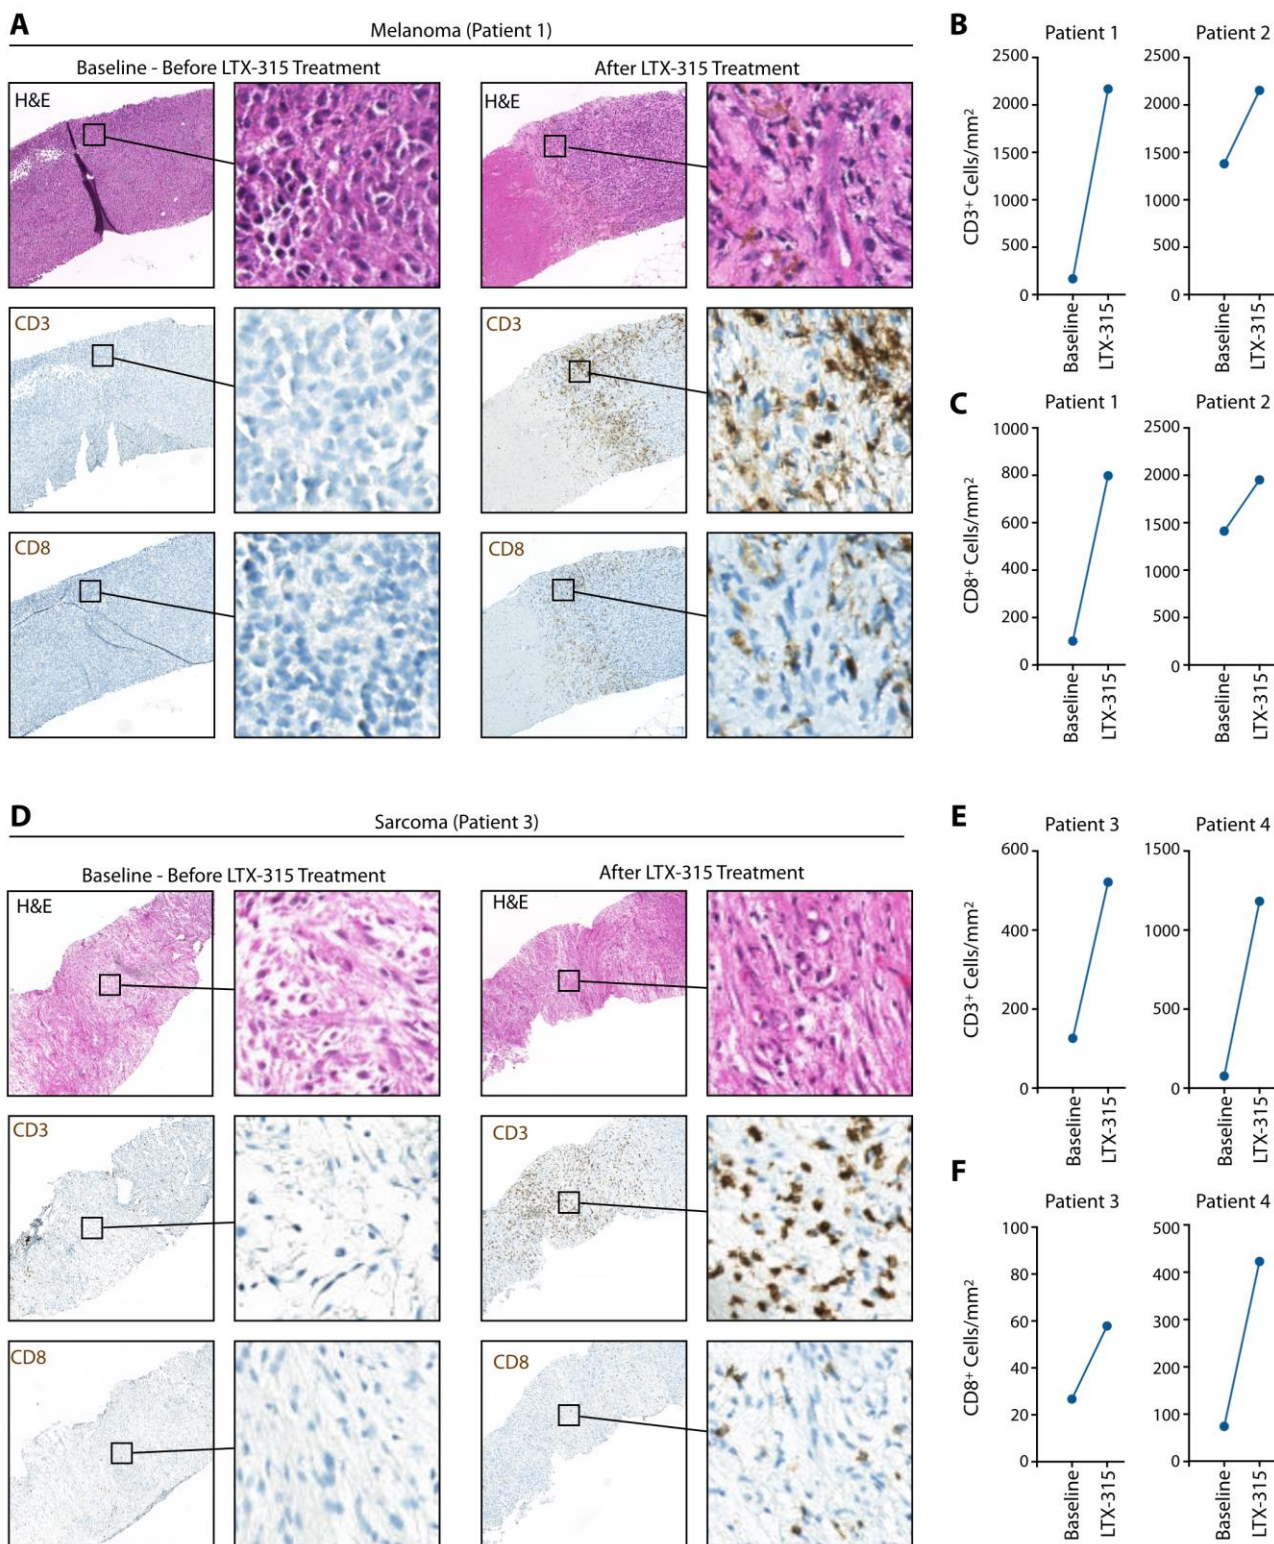 A
Melanoma (Patient 1)
Baseline - Before LTX-315 Treatment
After LTX-315 Treatment
H&E
H&E
CD3
CD3
CD8
CD8
B
Patient 1
Patient 2
CD3+ Cells/mm²
2500
2000
1500
1000
500
0
Baseline
LTX-315
2500
2000
1500
1000
500
0
Baseline
LTX-315
C
Patient 1
Patient 2
CD8+ Cells/mm²
1000
800
600
400
200
0
Baseline
LTX-315
2500
2000
1500
1000
500
0
Baseline
LTX-315
D
Sarcoma (Patient 3)
Baseline - Before LTX-315 Treatment
After LTX-315 Treatment
H&E
H&E
CD3
CD3
CD8
CD8
E
Patient 3
Patient 4
CD3+ Cells/mm²
600
400
200
0
Baseline
LTX-315
1500
1000
500
0
Baseline
LTX-315
F
Patient 3
Patient 4
CD8+ Cells/mm²
100
80
60
40
20
0
Baseline
LTX-315
500
400
300
200
100
0
Baseline
LTX-315